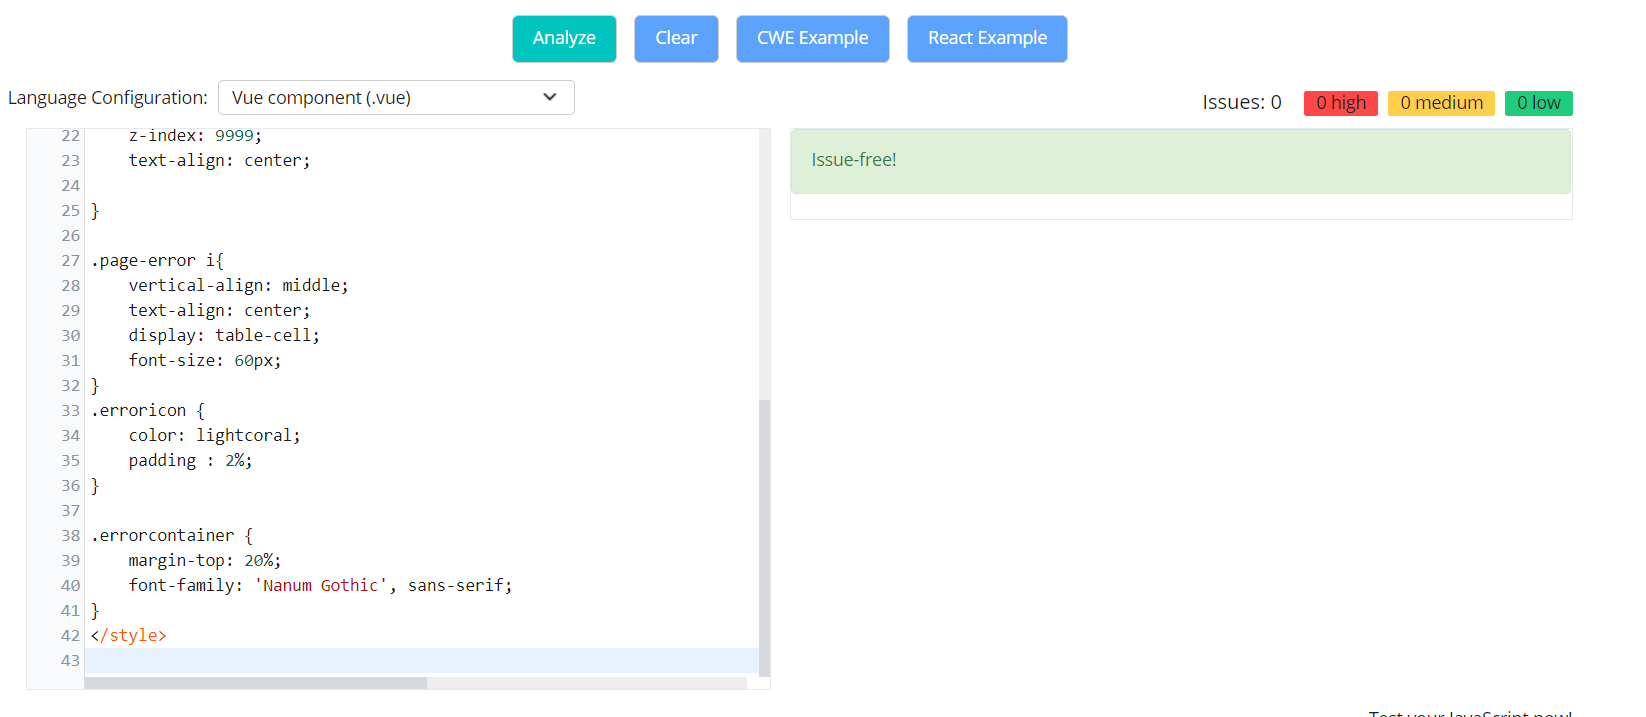 Analyze Clear CWE Example React Example
Language Configuration: Vue component (.vue)
Issues: 0 0 high 0 medium 0 low
22     z-index: 9999;
23     text-align: center;
24
25 }
26
27 .page-error i{
28     vertical-align: middle;
29     text-align: center;
30     display: table-cell;
31     font-size: 60px;
32 }
33 .erroricon {
34     color: lightcoral;
35     padding : 2%;
36 }
37
38 .errorcontainer {
39     margin-top: 20%;
40     font-family: 'Nanum Gothic', sans-serif;
41 }
42 </style>
43
Issue-free!
Test your JavaScript now!